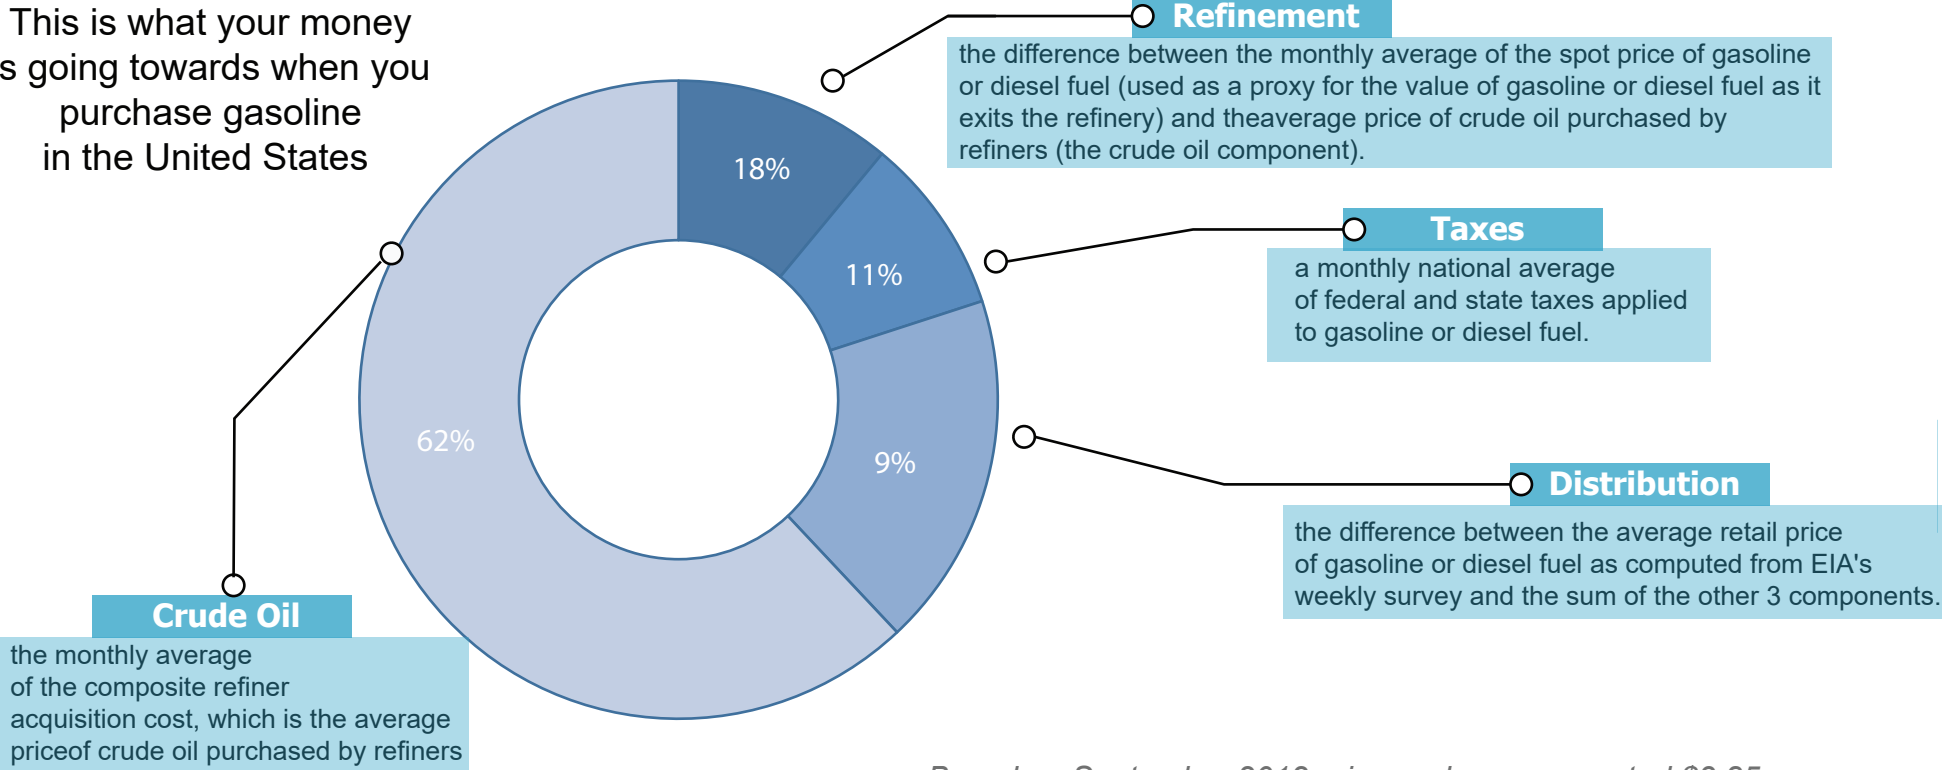 This is what your money
s going towards when you
purchase gasoline
in the United States
Refinement
the difference between the monthly average of the spot price of gasoline
or diesel fuel (used as a proxy for the value of gasoline or diesel fuel as it
exits the refinery) and theaverage price of crude oil purchased by
refiners (the crude oil component).
18%
Taxes
a monthly national average
of federal and state taxes applied
to gasoline or diesel fuel.
11%
62%
9%
Distribution
the difference between the average retail price
of gasoline or diesel fuel as computed from EIA's
weekly survey and the sum of the other 3 components.
Crude Oil
the monthly average
of the composite refiner
acquisition cost, which is the average
priceof crude oil purchased by refiners